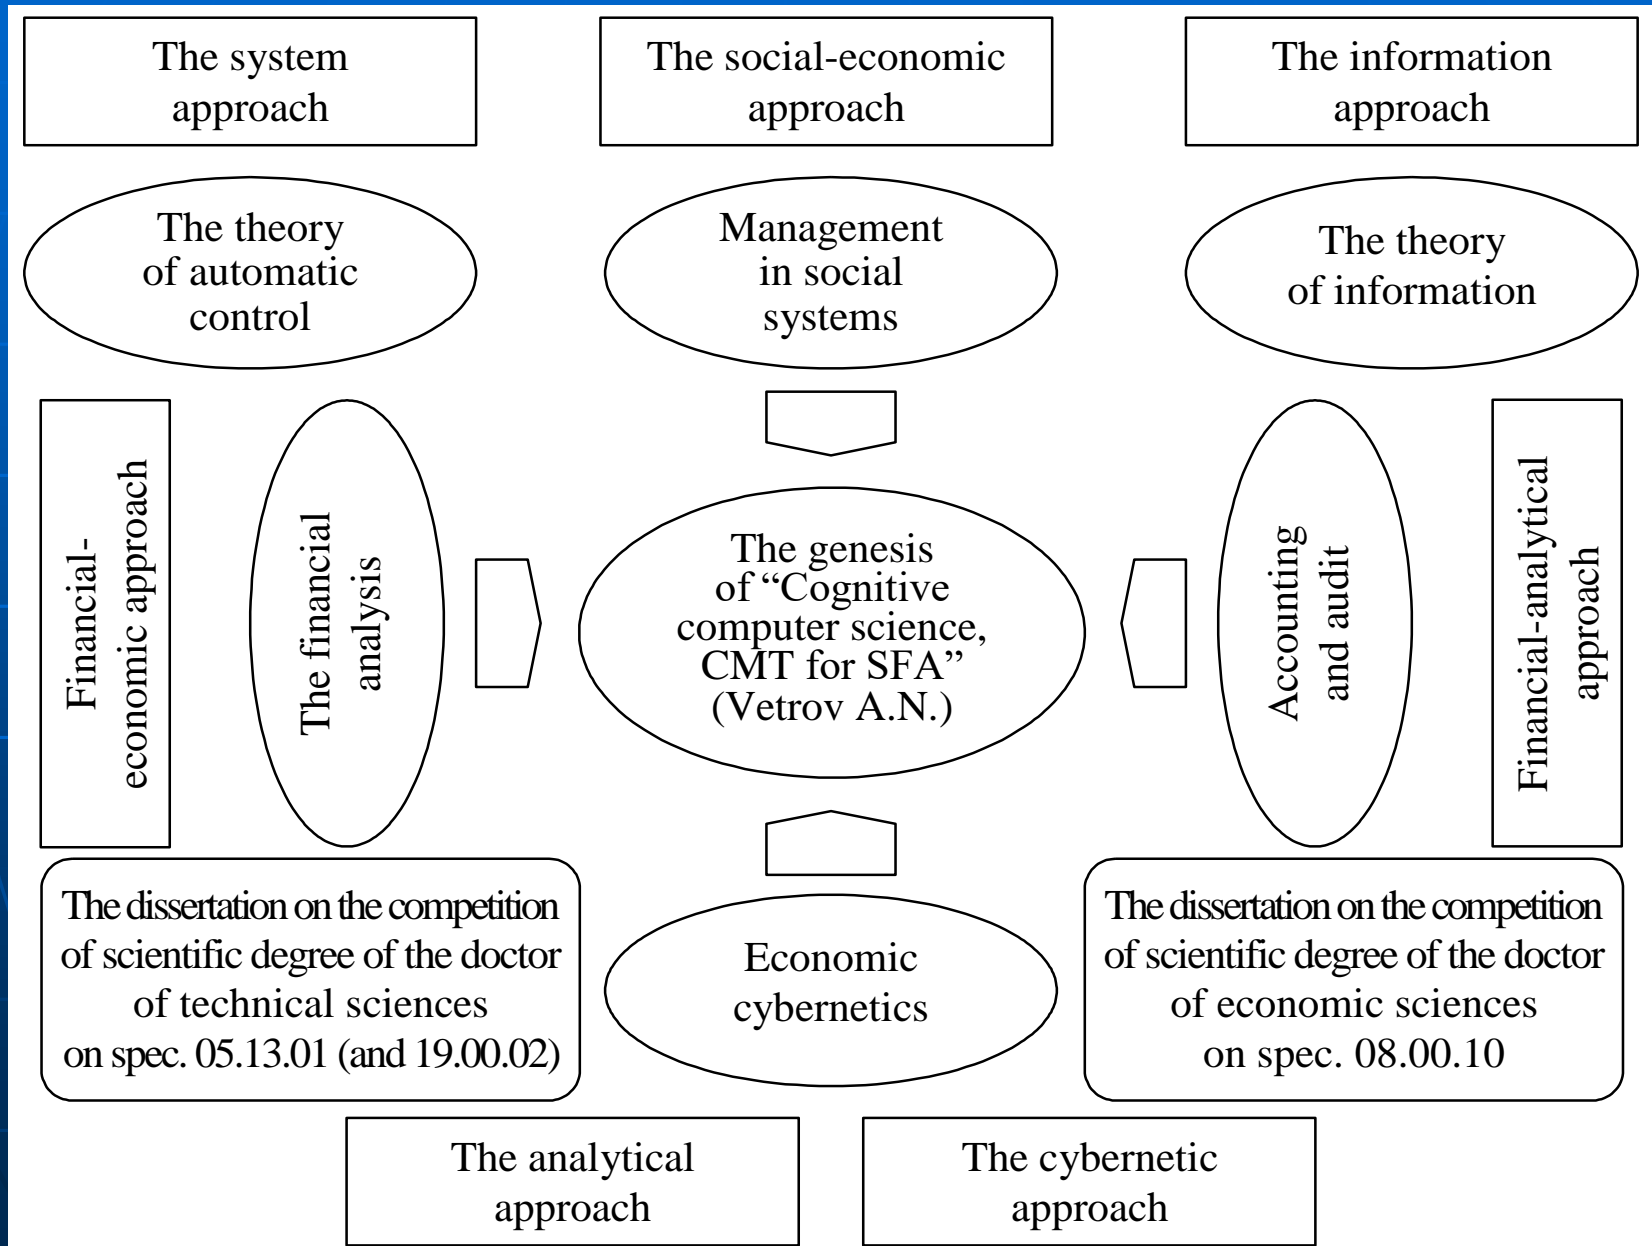 The system
approach
The social-economic
approach
The information
approach
The theory
of automatic
control
Management
in social
systems
The theory
of information
Financial-
economic approach
The financial
analysis
The genesis
of “Cognitive
computer science,
CMT for SFA”
(Vetrov A.N.)
Accounting
and audit
Financial-analytical
approach
The dissertation on the competition
of scientific degree of the doctor
of technical sciences
on spec. 05.13.01 (and 19.00.02)
Economic
cybernetics
The dissertation on the competition
of scientific degree of the doctor
of economic sciences
on spec. 08.00.10
The analytical
approach
The cybernetic
approach